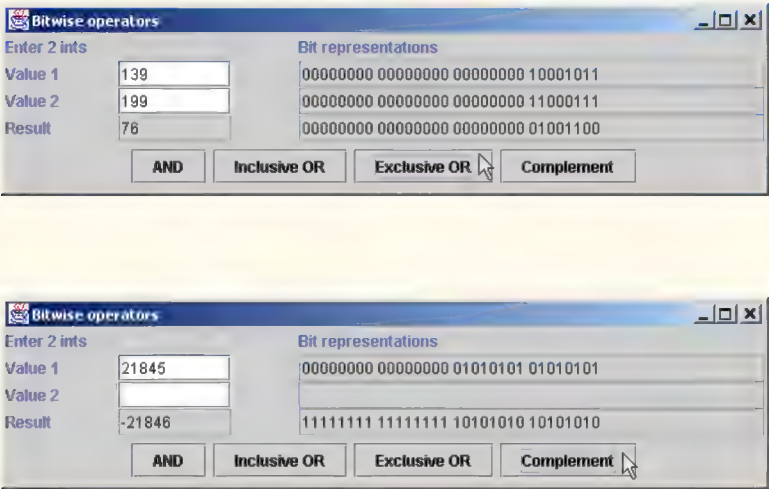 Bitwise operators
Enter 2 ints Bit representations
Value 1 139 00000000 00000000 00000000 10001011
Value 2 199 00000000 00000000 00000000 11000111
Result 76 00000000 00000000 00000000 01001100
AND Inclusive OR Exclusive OR Complement
Bitwise operators
Enter 2 ints Bit representations
Value 1 21845 00000000 00000000 01010101 01010101
Value 2
Result -21846 11111111 11111111 10101010 10101010
AND Inclusive OR Exclusive OR Complement